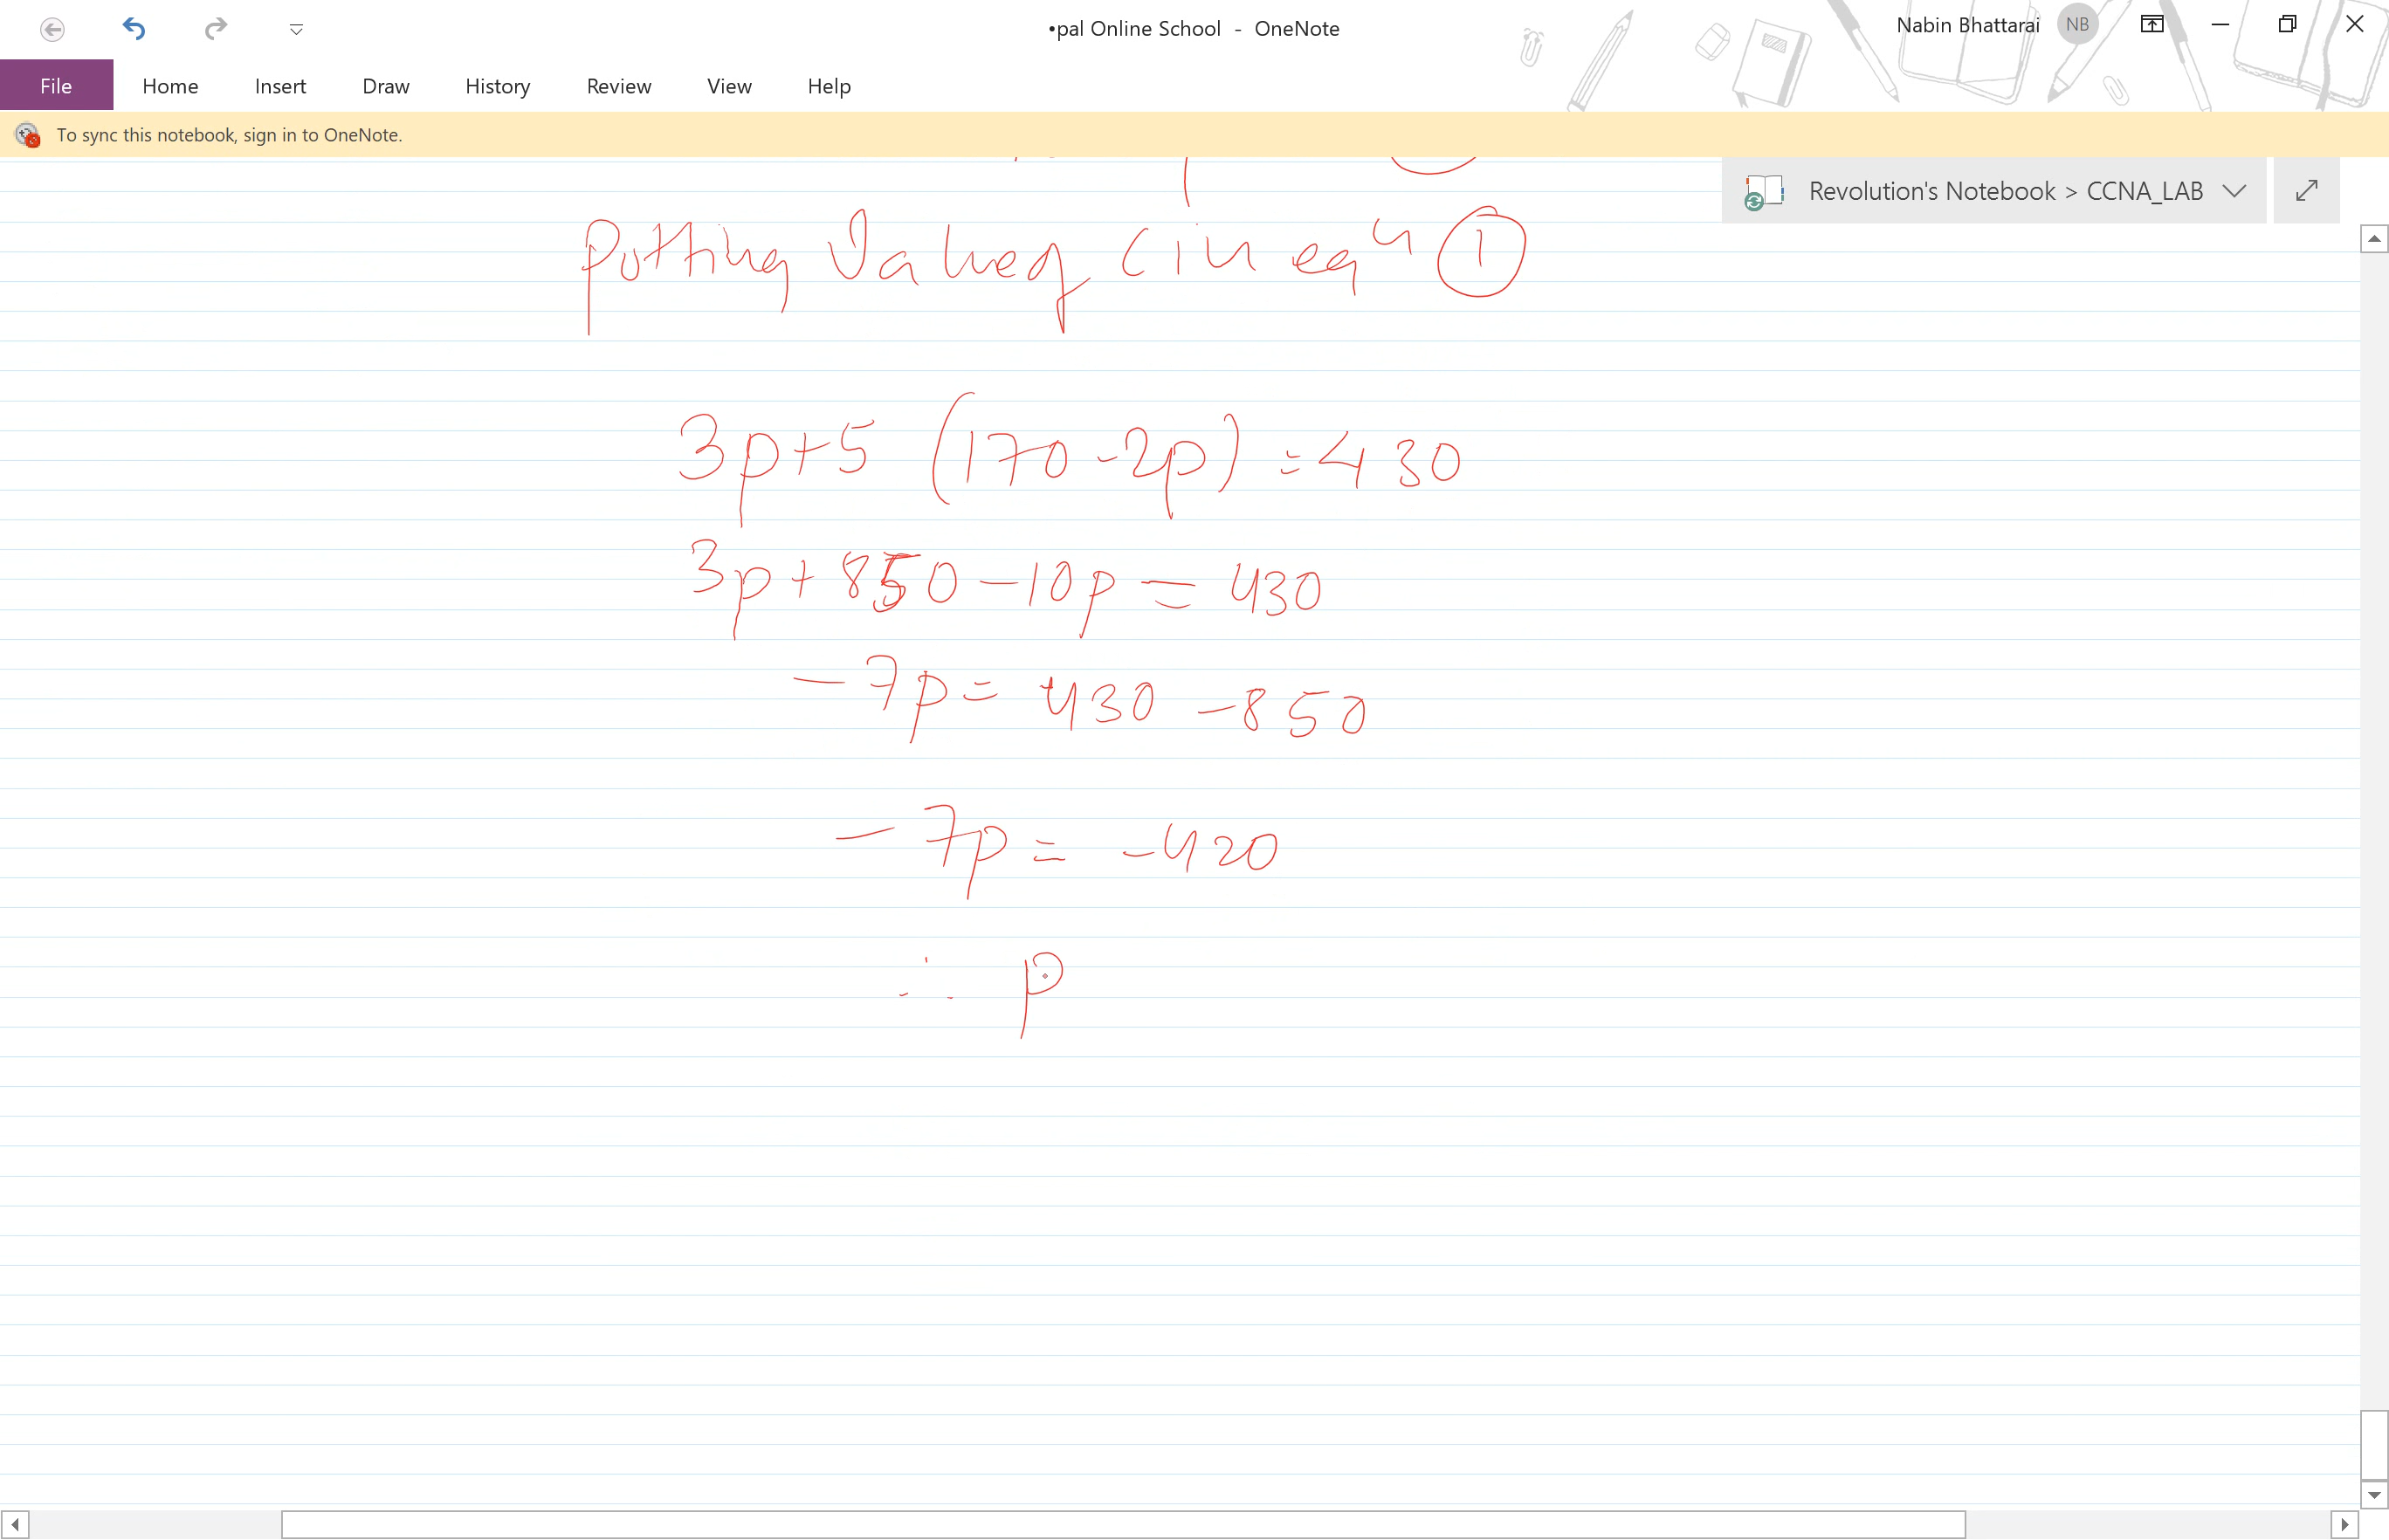 •pal Online School - OneNote
Nabin Bhattarai NB
File Home Insert Draw History Review View Help
To sync this notebook, sign in to OneNote.
Revolution's Notebook > CCNA_LAB
Putting Value of C in eqⁿ ①
3p+5 (170-2p) = 430
3p + 850 - 10p = 430
-7p = 430 - 850
-7p = -420
∴ p